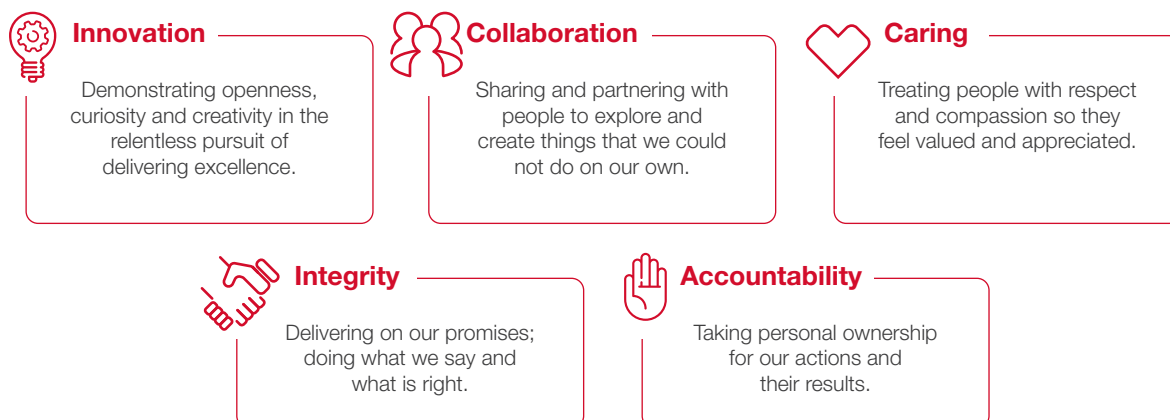 Innovation
Demonstrating openness,
curiosity and creativity in the
relentless pursuit of
delivering excellence.
Collaboration
Sharing and partnering with
people to explore and
create things that we could
not do on our own.
Caring
Treating people with respect
and compassion so they
feel valued and appreciated.
Integrity
Delivering on our promises;
doing what we say and
what is right.
Accountability
Taking personal ownership
for our actions and
their results.